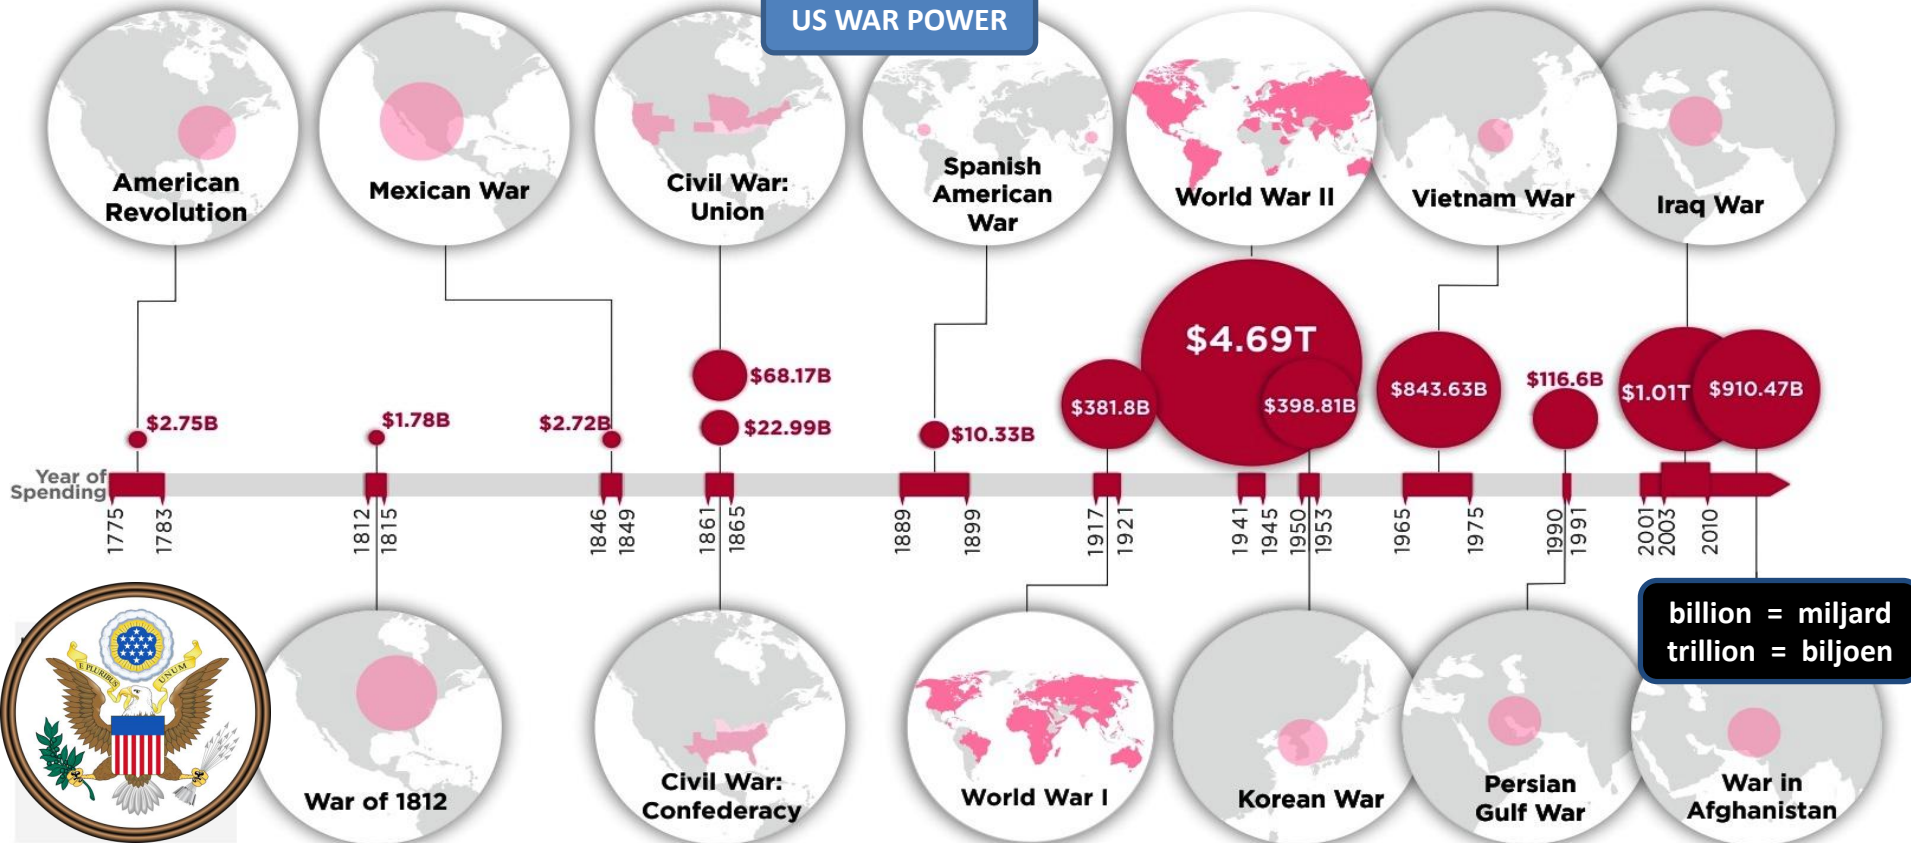 US WAR POWER
American
Revolution
Mexican War
Civil War:
Union
Spanish
American
War
World War II
Vietnam War
Iraq War
$4.69T
$68.17B
$2.75B
$1.78B
$2.72B
$22.99B
$10.33B
$381.8B
$398.81B
$843.63B
$116.6B
$1.01T
$910.47B
Year of
Spending
1775
1783
1812
1815
1846
1849
1861
1865
1889
1899
1917
1921
1941
1945
1950
1953
1965
1975
1990
1991
2001
2003
2010
billion = miljard
trillion = biljoen
E PLURIBUS UNUM
War of 1812
Civil War:
Confederacy
World War I
Korean War
Persian
Gulf War
War in
Afghanistan